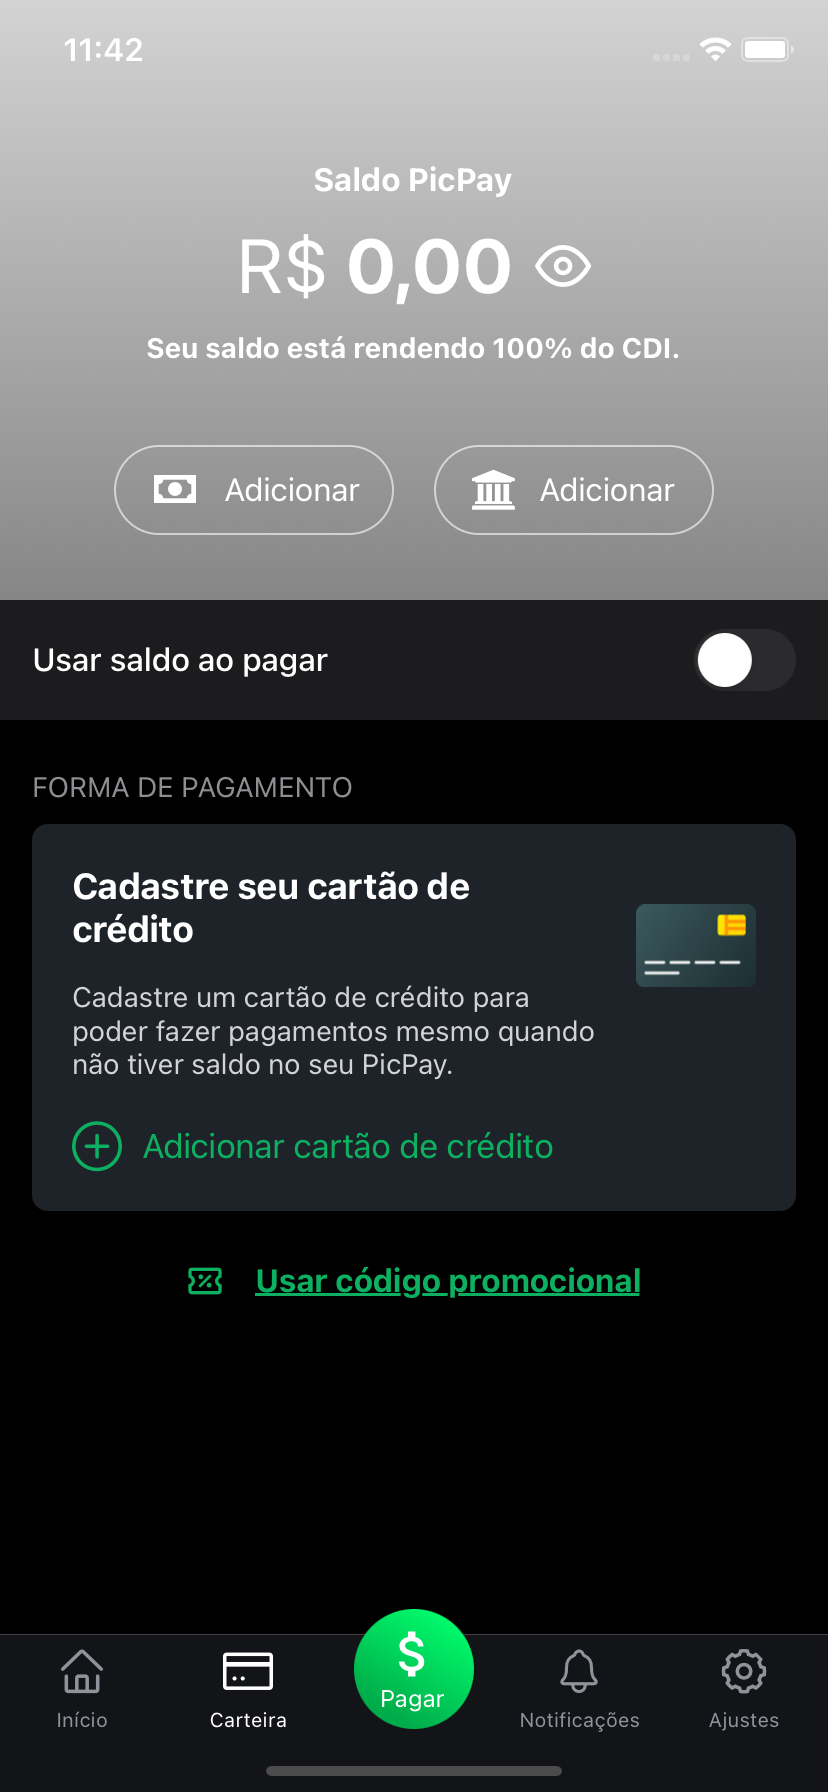 11:42
Saldo PicPay
R$ 0,00
Seu saldo está rendendo 100% do CDI.
Adicionar
Adicionar
Usar saldo ao pagar
FORMA DE PAGAMENTO
Cadastre seu cartão de
crédito
Cadastre um cartão de crédito para
poder fazer pagamentos mesmo quando
não tiver saldo no seu PicPay.
Adicionar cartão de crédito
Usar código promocional
$
Pagar
Início
Carteira
Notificações
Ajustes